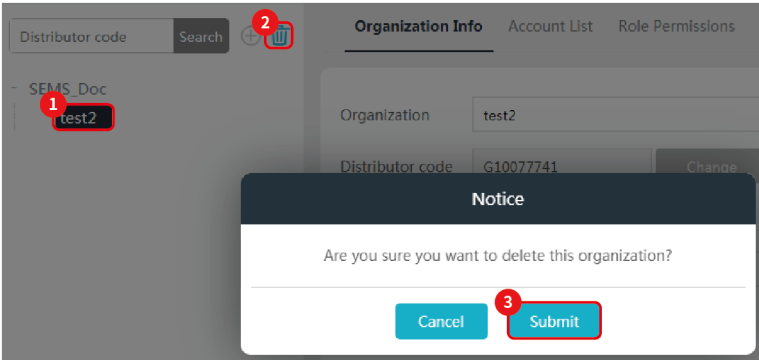 Distributor code Search
2
Organization Info Account List Role Permissions
SEMS_Doc
1
test2
Organization test2
Distributor code G10077741 Change
Notice
Are you sure you want to delete this organization?
3
Cancel Submit